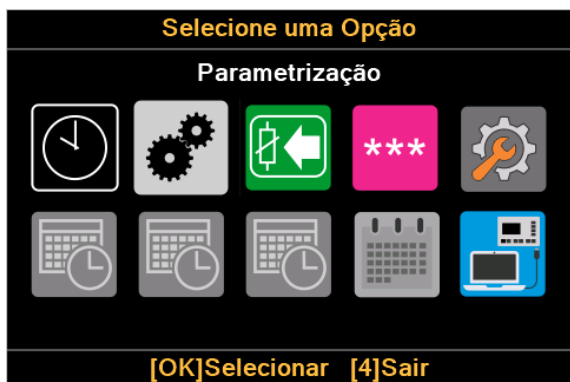 Selecione uma Opção
Parametrização
***
[OK]Selecionar [4]Sair